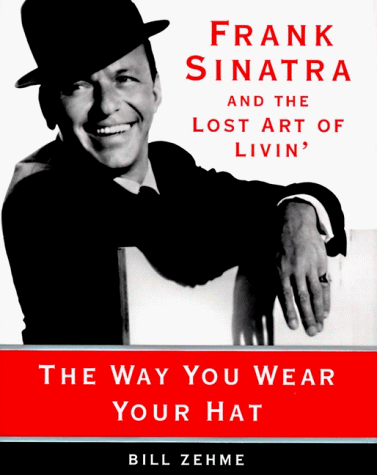 FRANK
SINATRA
AND THE
LOST ART OF
LIVIN'
THE WAY YOU WEAR
YOUR HAT
BILL ZEHME